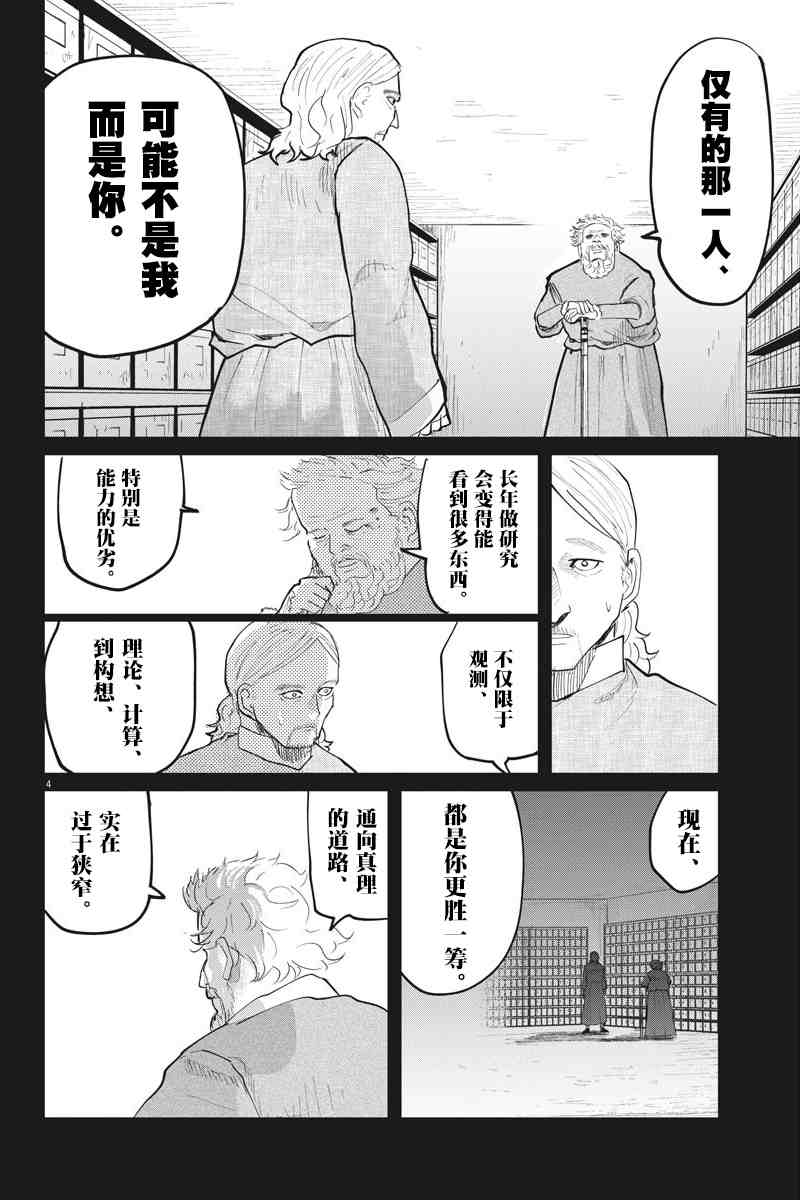 仅有的那一人、
可能不是我
而是你。
长年做研究
会变得能
看到很多东西。
特别是
能力的优劣。
不仅限于
观测、
理论、计算、
到构想、
现在、
都是你更胜一筹。
通向真理
的道路、
实在
过于狭窄。
4